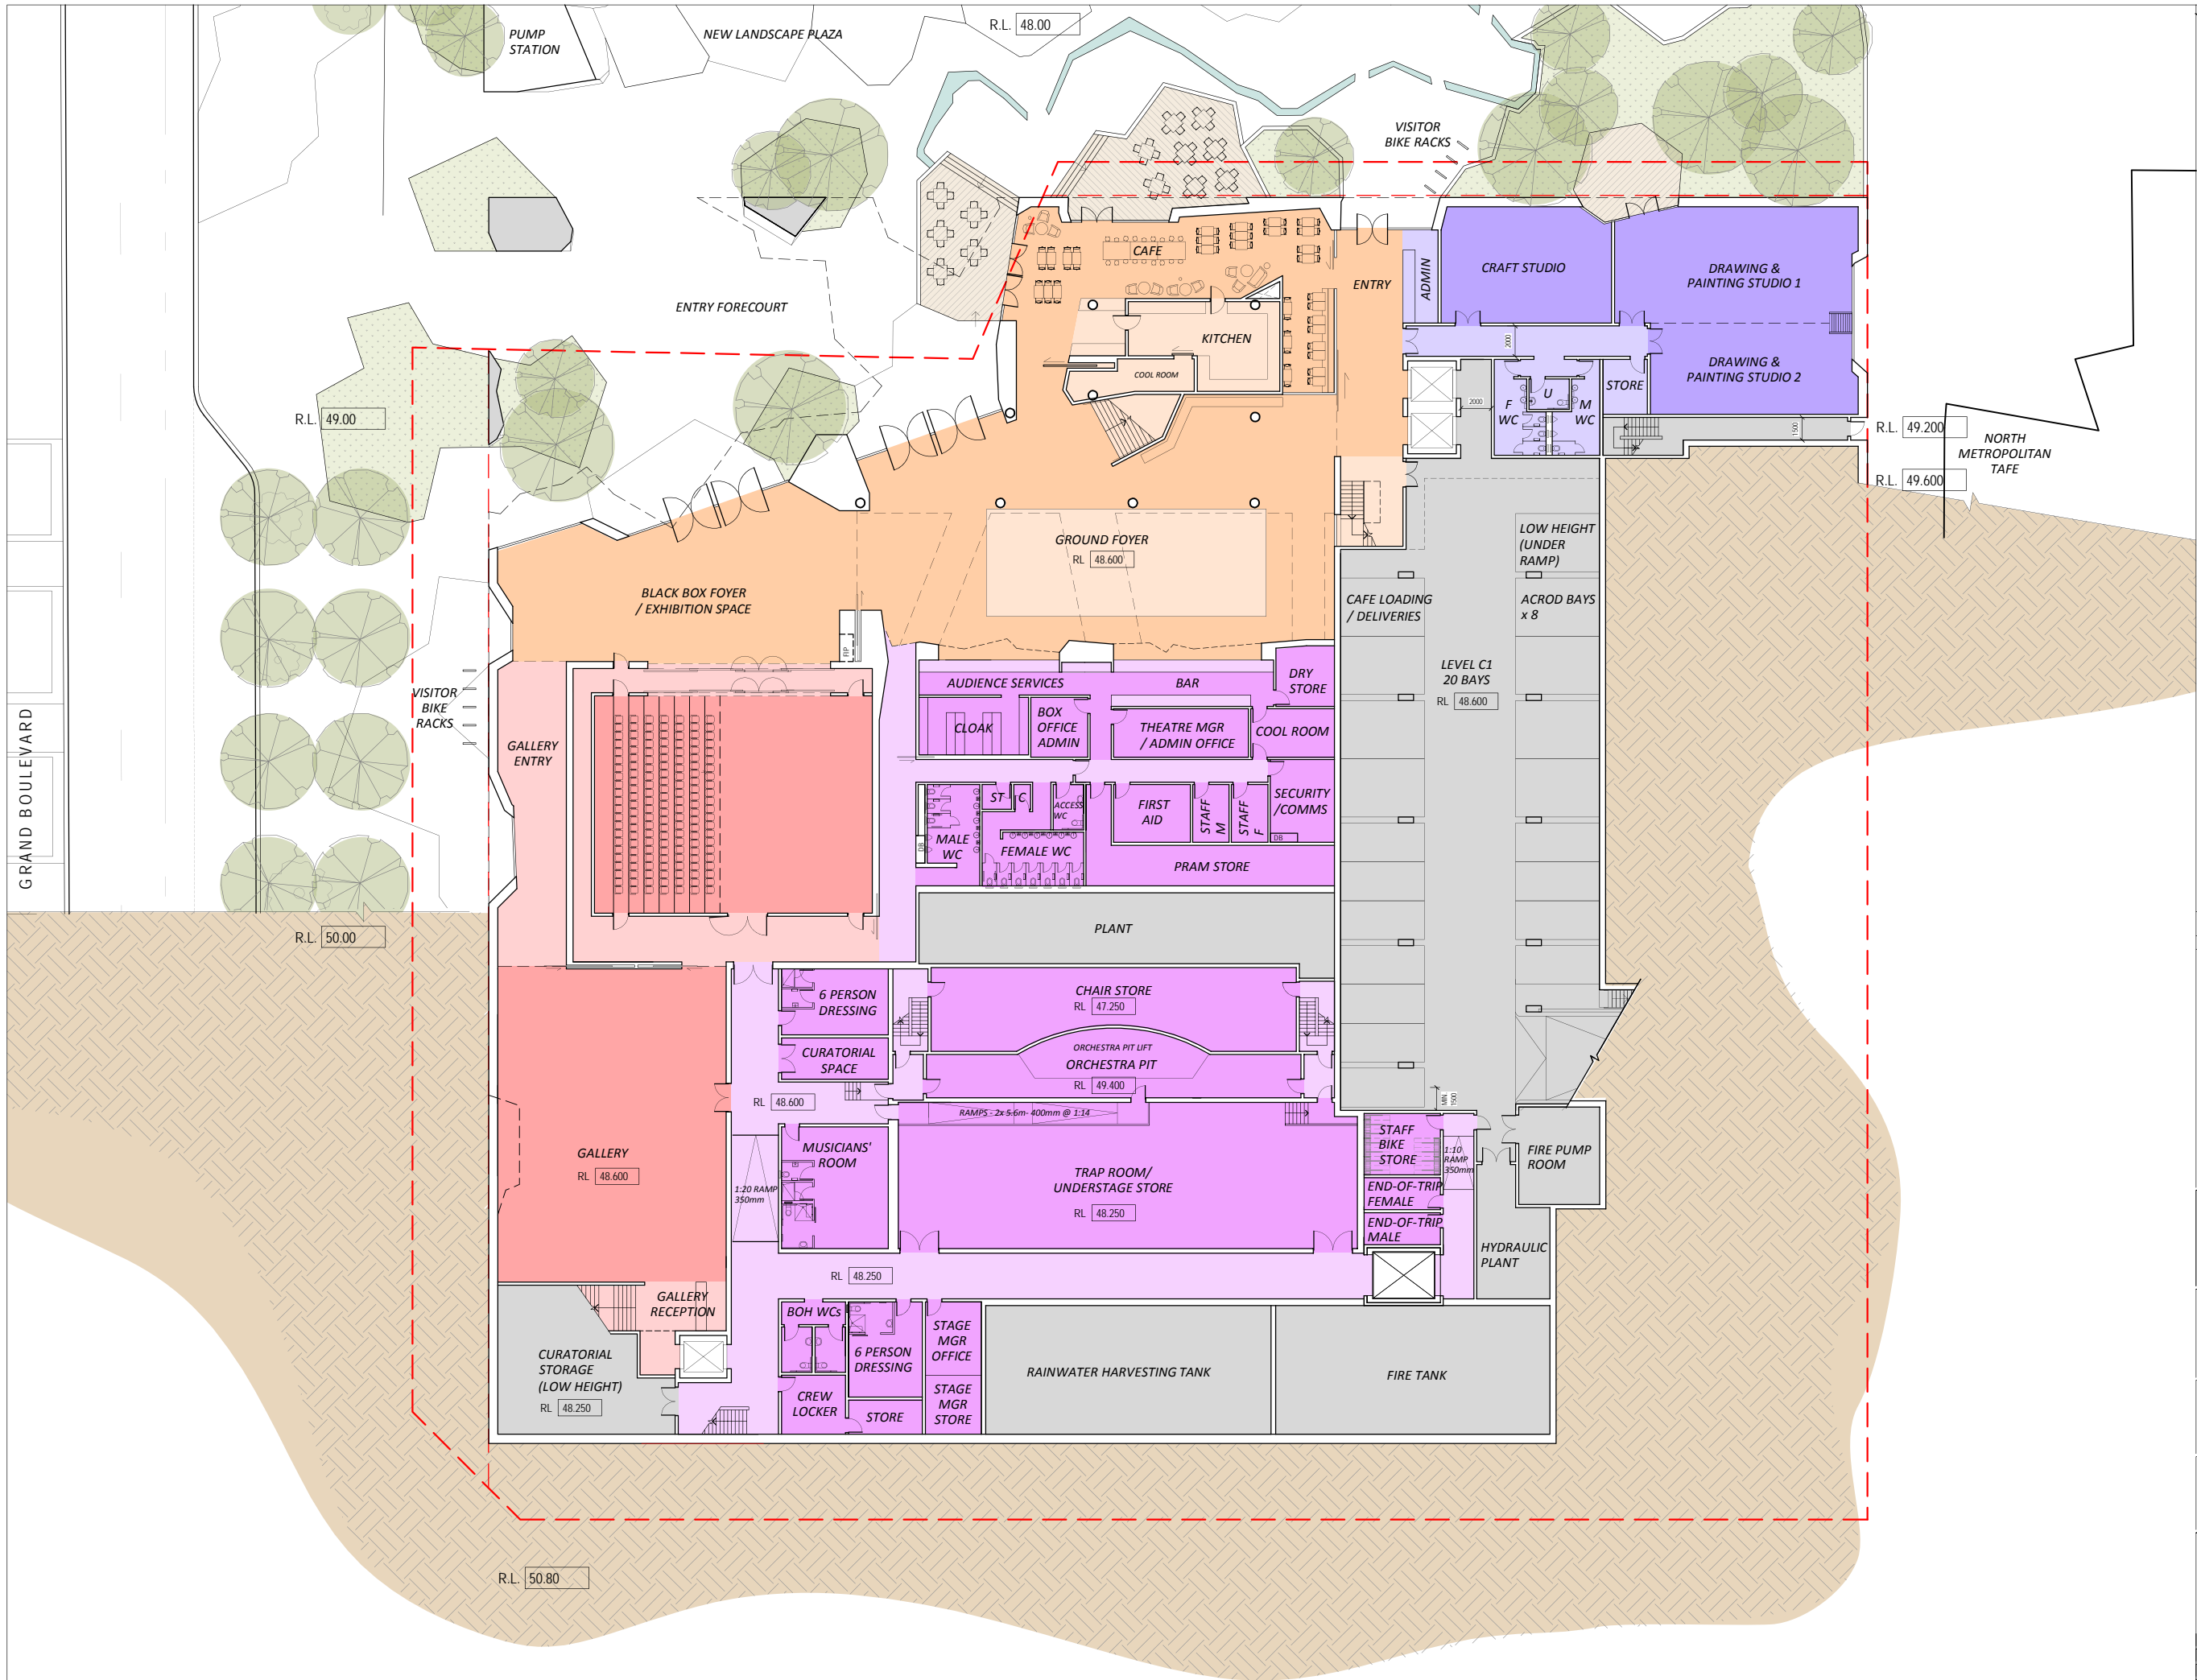 PUMP
STATION
NEW LANDSCAPE PLAZA
R.L. 48.00
VISITOR
BIKE RACKS
CAFE
ENTRY
ADMIN
CRAFT STUDIO
DRAWING &
PAINTING STUDIO 1
ENTRY FORECOURT
KITCHEN
COOL ROOM
2000
DRAWING &
PAINTING STUDIO 2
STORE
F
WC
U
M
WC
2000
1500
R.L. 49.00
R.L. 49.200
NORTH
METROPOLITAN
TAFE
R.L. 49.600
LOW HEIGHT
(UNDER
RAMP)
GROUND FOYER
RL 48.600
BLACK BOX FOYER
/ EXHIBITION SPACE
FIP
CAFE LOADING
/ DELIVERIES
ACROD BAYS
x 8
LEVEL C1
20 BAYS
RL 48.600
VISITOR
BIKE
RACKS
GRAND BOULEVARD
GALLERY
ENTRY
AUDIENCE SERVICES
BAR
DRY
STORE
CLOAK
BOX
OFFICE
ADMIN
THEATRE MGR
/ ADMIN OFFICE
COOL ROOM
ST
C
ACCESS
WC
FIRST
AID
STAFF
M
STAFF
F
SECURITY
/COMMS
DB
DB
MALE
WC
FEMALE WC
PRAM STORE
PLANT
R.L. 50.00
6 PERSON
DRESSING
CHAIR STORE
RL 47.250
CURATORIAL
SPACE
ORCHESTRA PIT LIFT
ORCHESTRA PIT
RL 49.400
RL 48.600
RAMPS - 2x 5.6m- 400mm @ 1:14
MIN
1500
GALLERY
RL 48.600
MUSICIANS'
ROOM
1:20 RAMP
350mm
TRAP ROOM/
UNDERSTAGE STORE
RL 48.250
STAFF
BIKE
STORE
1:10
RAMP
350mm
FIRE PUMP
ROOM
END-OF-TRIP
FEMALE
END-OF-TRIP
MALE
HYDRAULIC
PLANT
RL 48.250
GALLERY
RECEPTION
BOH WCs
CURATORIAL
STORAGE
(LOW HEIGHT)
RL 48.250
6 PERSON
DRESSING
STAGE
MGR
OFFICE
STAGE
MGR
STORE
CREW
LOCKER
STORE
RAINWATER HARVESTING TANK
FIRE TANK
R.L. 50.80